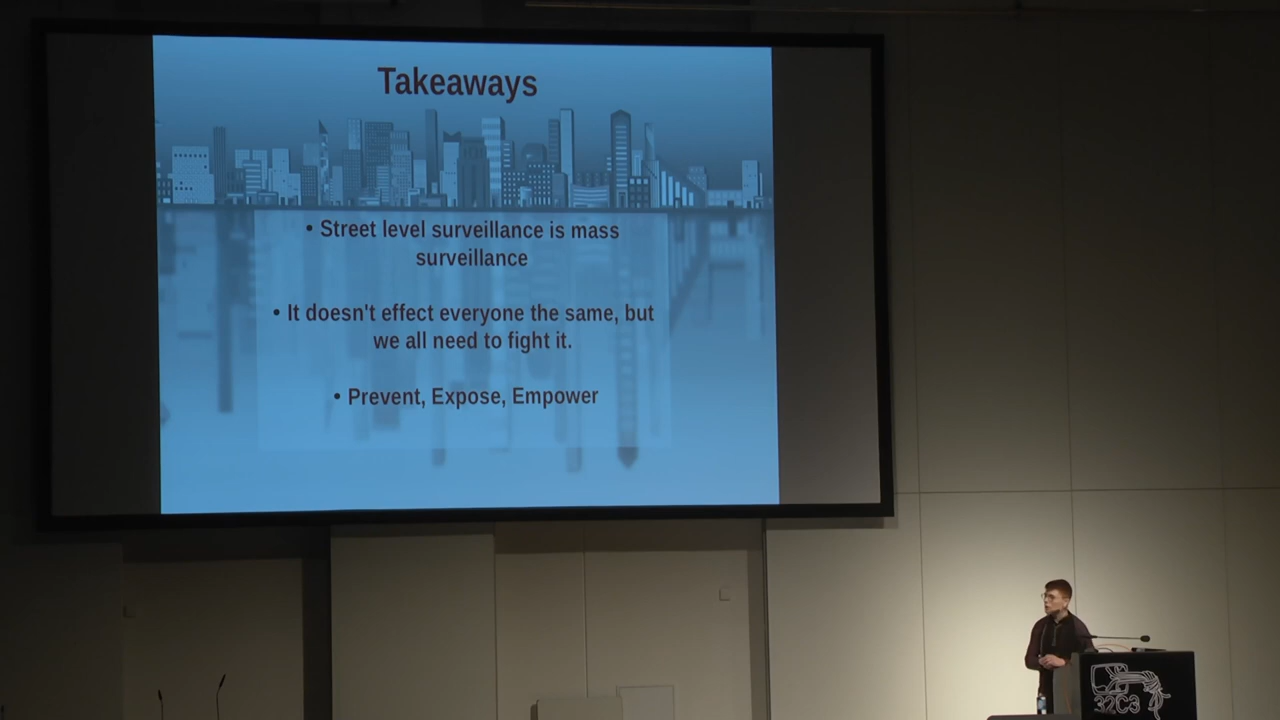 Takeaways
• Street level surveillance is mass
surveillance
• It doesn't effect everyone the same, but
we all need to fight it.
• Prevent, Expose, Empower
32C3